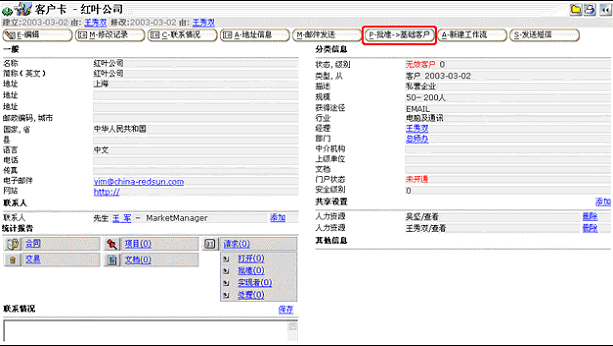 客户卡 - 红叶公司
建立:2003-03-02 由: 王秀双 修改:2003-03-02 由: 王秀双
E-编辑 M-修改记录 C-联系情况 A-地址信息 M-邮件发送 P-批准->基础客户 A-新建工作流 S-发送短信
一般
名称 红叶公司
简称(英文) 红叶公司
地址 上海
地址
地址
邮政编码,城市
国家,省 中华人民共和国
县
语言 中文
电话
传真
电子邮件 yim@china-redsun.com
网站 http://
联系人
联系人 先生 王 军 - MarketManager 添加
统计报告
合同 项目(0) 请求(0)
交易 文档(0) 打开(0)
批准(0)
实现者(0)
处理(0)
联系情况 保存
分类信息
状态,级别 无效客户 0
类型,从 客户 2003-03-02
描述 私营企业
规模 50-200人
获得途径 EMAIL
行业 电脑及通讯
经理 王秀双
部门 总经办
中介机构
上级单位
文档
门户状态 未开通
安全级别 0
共享设置 添加
人力资源 吴坚/查看 删除
人力资源 王秀双/查看 删除
其他信息